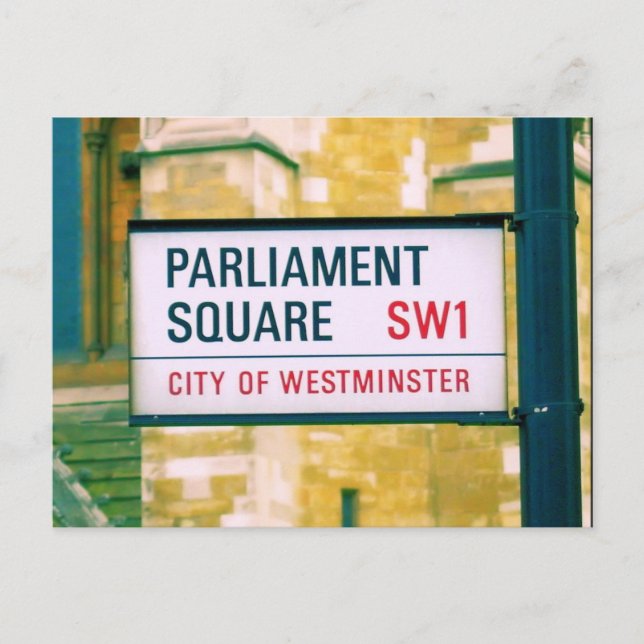 PARLIAMENT
SQUARE SW1
CITY OF WESTMINSTER